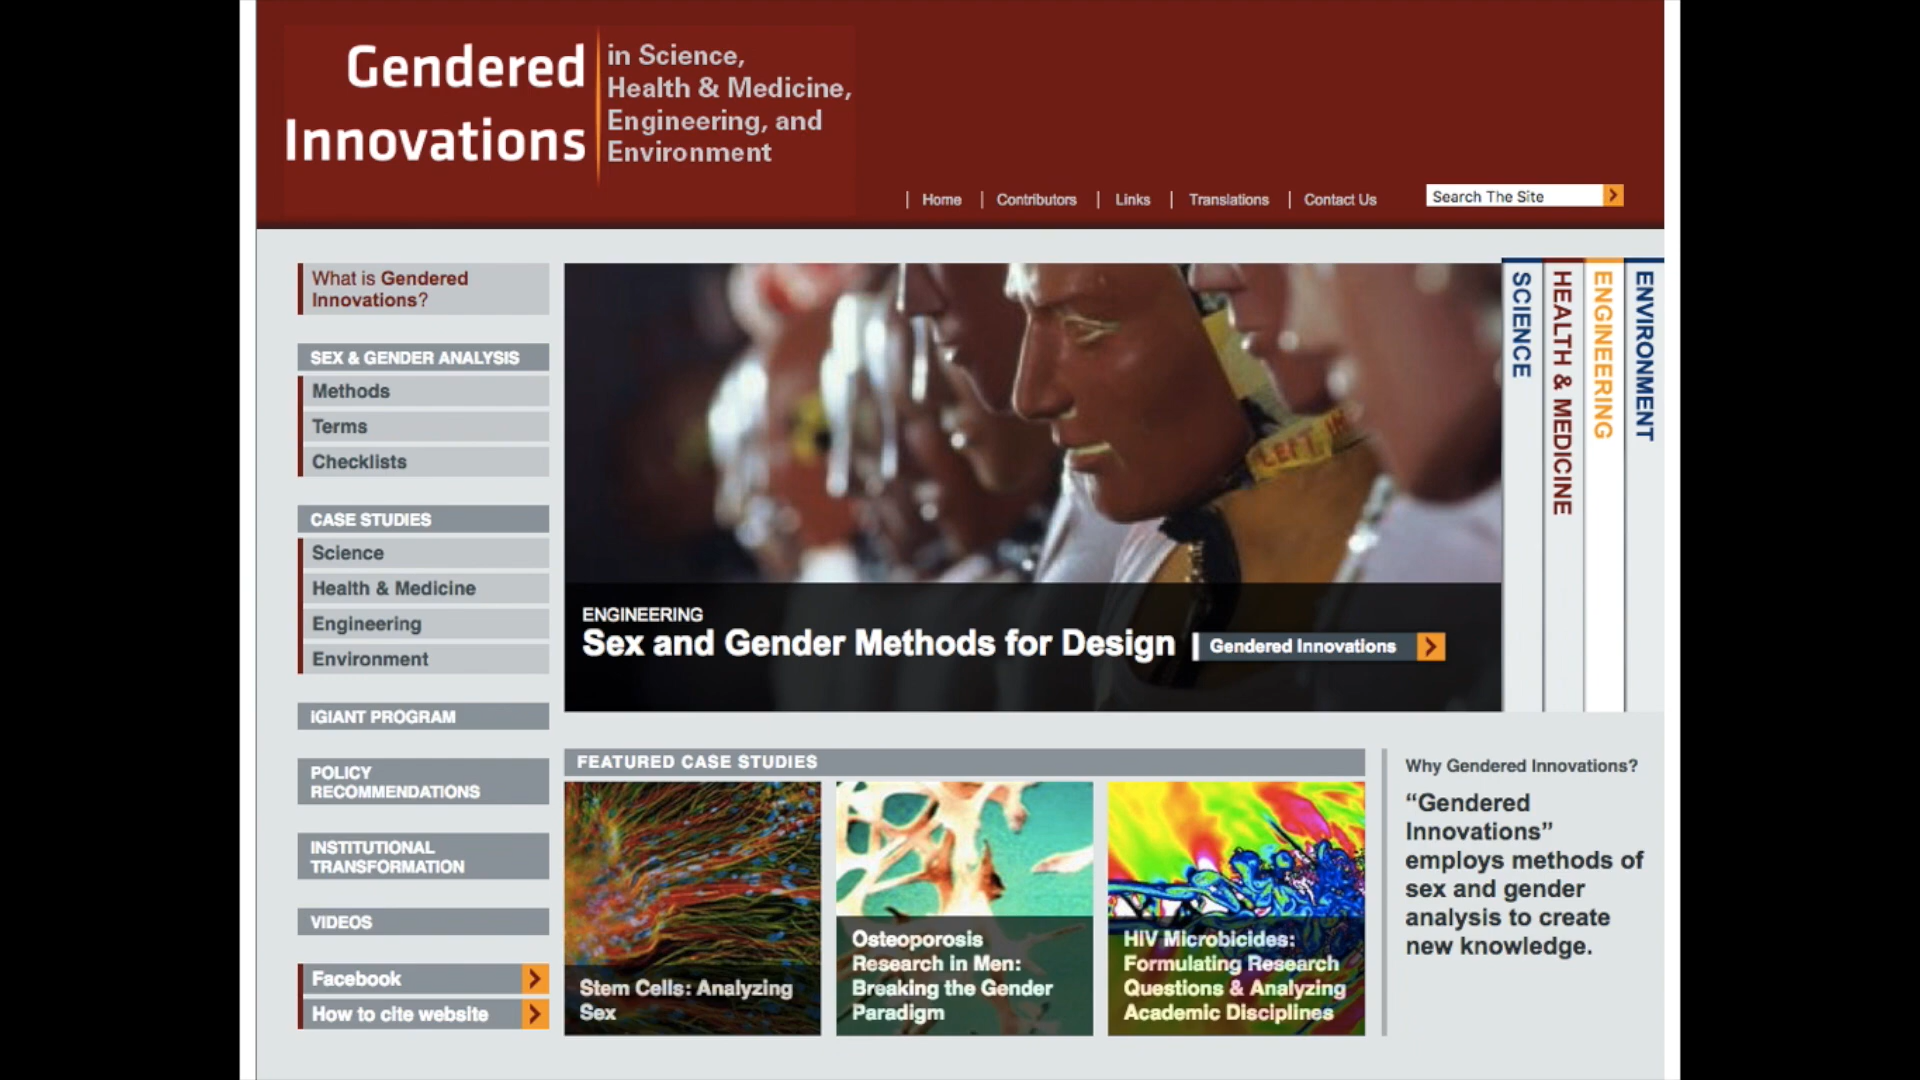 Gendered
Innovations
in Science,
Health & Medicine,
Engineering, and
Environment
Home
Contributors
Links
Translations
Contact Us
Search The Site
What is Gendered
Innovations?
SEX & GENDER ANALYSIS
Methods
Terms
Checklists
CASE STUDIES
Science
Health & Medicine
Engineering
Environment
IGIANT PROGRAM
POLICY
RECOMMENDATIONS
INSTITUTIONAL
TRANSFORMATION
VIDEOS
Facebook
How to cite website
LEFT
ENGINEERING
Sex and Gender Methods for Design
Gendered Innovations
SCIENCE
HEALTH & MEDICINE
ENGINEERING
ENVIRONMENT
FEATURED CASE STUDIES
Stem Cells: Analyzing
Sex
Osteoporosis
Research in Men:
Breaking the Gender
Paradigm
HIV Microbicides:
Formulating Research
Questions & Analyzing
Academic Disciplines
Why Gendered Innovations?
“Gendered
Innovations”
employs methods of
sex and gender
analysis to create
new knowledge.